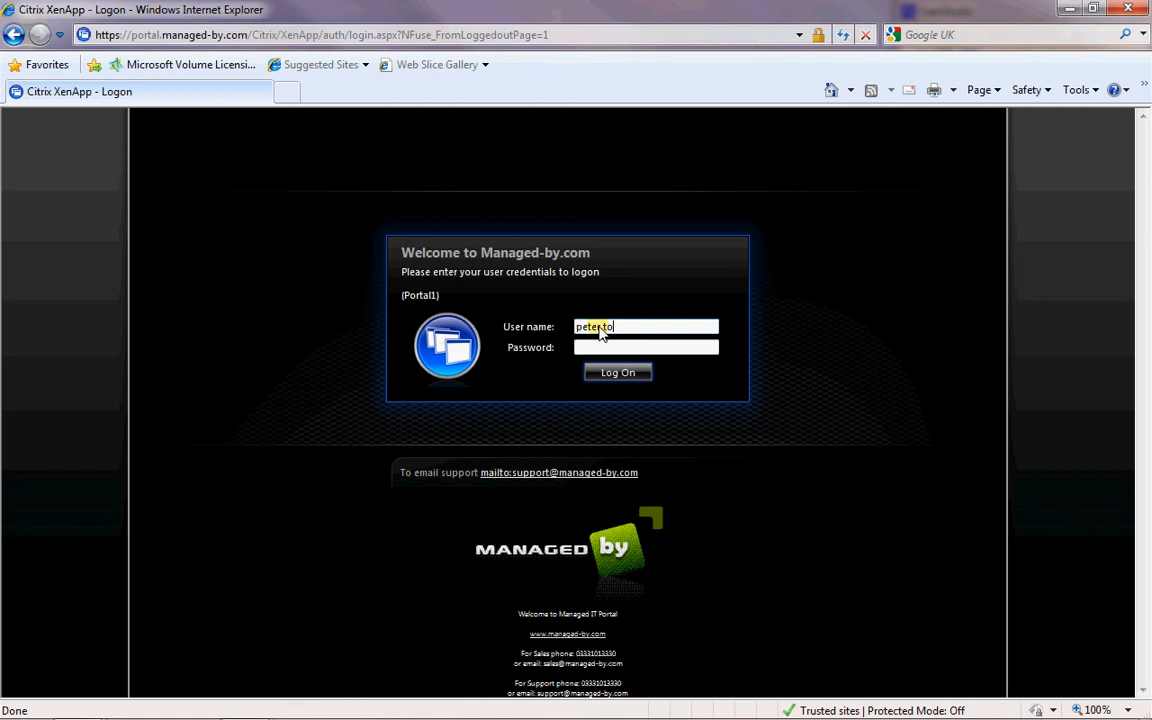 Citrix XenApp - Logon - Windows Internet Explorer
https://portal.managed-by.com/Citrix/XenApp/auth/login.aspx?NFuse_FromLoggedoutPage=1
Google UK
Favorites
Microsoft Volume Licensi...
Suggested Sites
Web Slice Gallery
Citrix XenApp - Logon
Page
Safety
Tools
Welcome to Managed-by.com
Please enter your user credentials to logon
(Portal1)
User name:
peter.to
Password:
Log On
To email support mailto:support@managed-by.com
MANAGED by
Welcome to Managed IT Portal
www.managed-by.com
For Sales phone: 03331013330
or email: sales@managed-by.com
For Support phone: 03331013330
or email: support@managed-by.com
Done
Trusted sites | Protected Mode: Off
100%